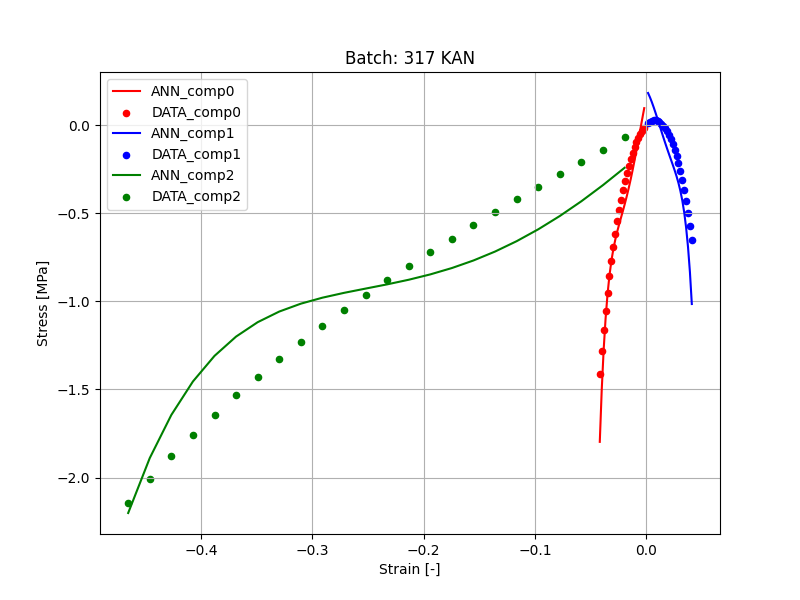 Batch: 317 KAN
ANN_comp0
DATA_comp0
ANN_comp1
DATA_comp1
ANN_comp2
DATA_comp2
Stress [MPa]
0.0
−0.5
−1.0
−1.5
−2.0
−0.4
−0.3
−0.2
−0.1
0.0
Strain [-]